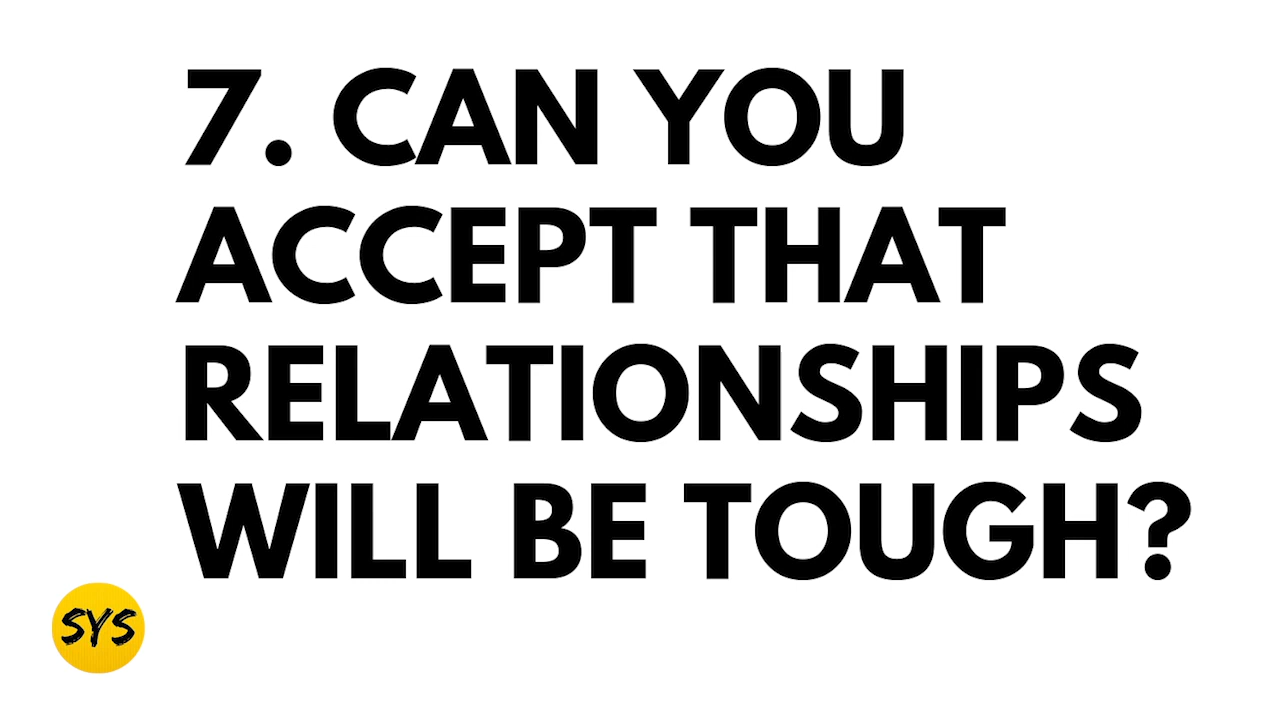 7. CAN YOU
ACCEPT THAT
RELATIONSHIPS
WILL BE TOUGH?
SYS